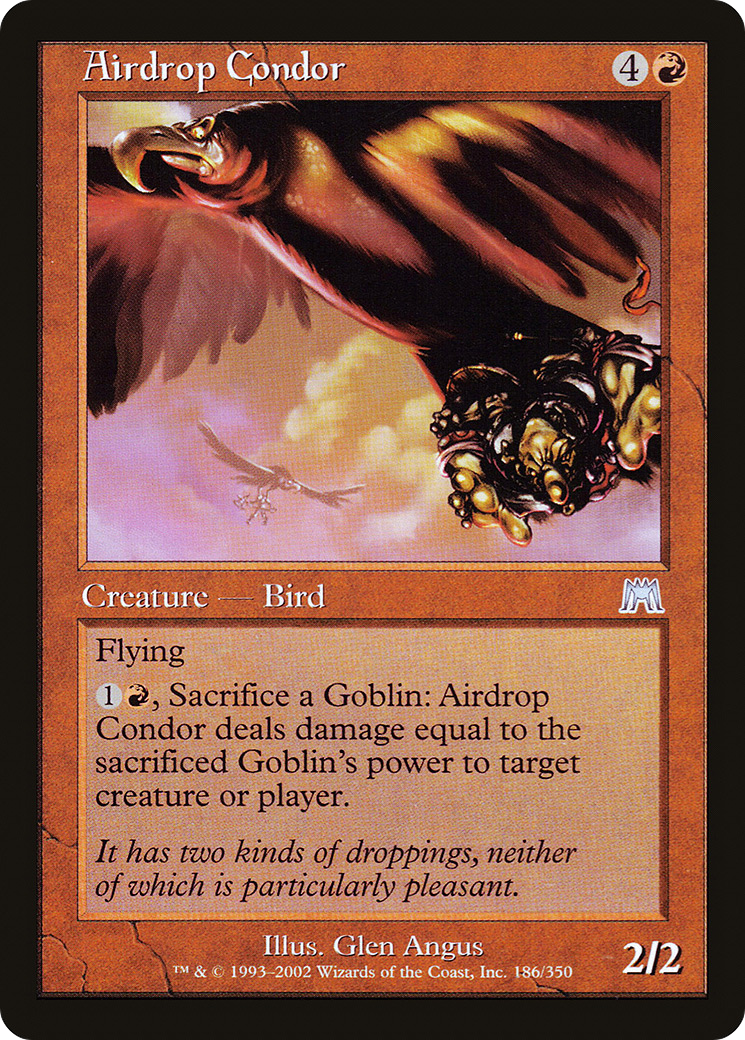 Airdrop Condor 4
Creature — Bird
Flying
1, Sacrifice a Goblin: Airdrop
Condor deals damage equal to the
sacrificed Goblin's power to target
creature or player.
It has two kinds of droppings, neither
of which is particularly pleasant.
Illus. Glen Angus
™ & © 1993–2002 Wizards of the Coast, Inc. 186/350
2/2